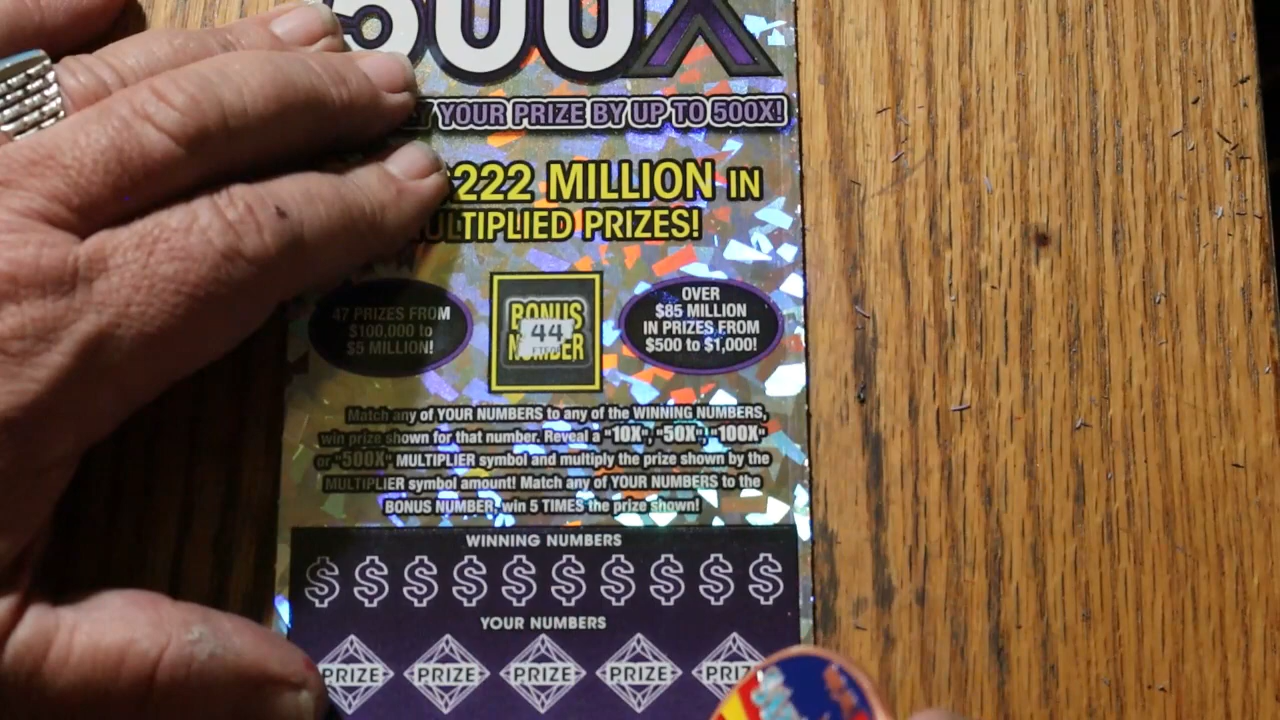 500X
YOUR PRIZE BY UP TO 500X!
$222 MILLION IN
MULTIPLIED PRIZES!
47 PRIZES FROM
$100,000 to
$5 MILLION!
BONUS
44
NUMBER
OVER
$85 MILLION
IN PRIZES FROM
$500 to $1,000!
Match any of YOUR NUMBERS to any of the WINNING NUMBERS,
win prize shown for that number. Reveal a "10X", "50X", "100X"
or "500X" MULTIPLIER symbol and multiply the prize shown by the
MULTIPLIER symbol amount! Match any of YOUR NUMBERS to the
BONUS NUMBER, win 5 TIMES the prize shown!
WINNING NUMBERS
$ $ $ $ $ $ $ $ $ $
YOUR NUMBERS
PRIZE PRIZE PRIZE PRIZE PRIZ